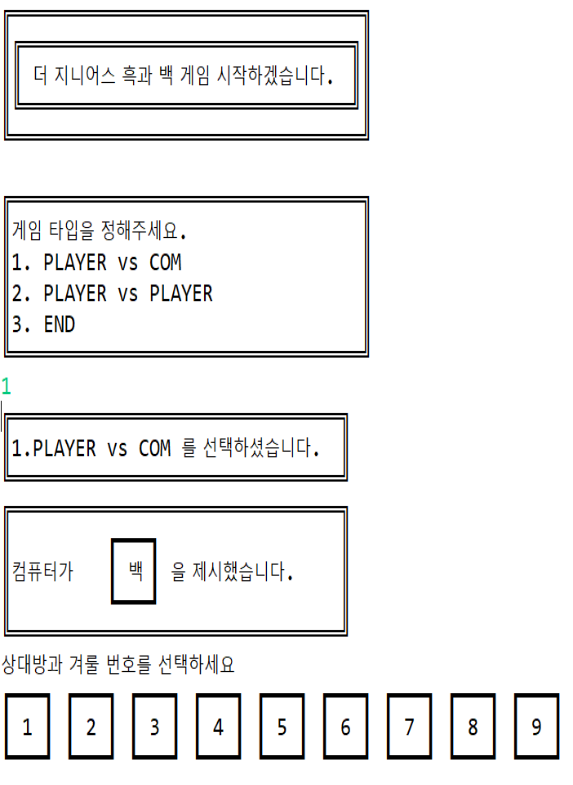 더 지니어스 흑과 백 게임 시작하겠습니다.
게임 타입을 정해주세요.
1. PLAYER vs COM
2. PLAYER vs PLAYER
3. END
1
1.PLAYER vs COM 를 선택하셨습니다.
컴퓨터가 백 을 제시했습니다.
상대방과 겨룰 번호를 선택하세요
1 2 3 4 5 6 7 8 9